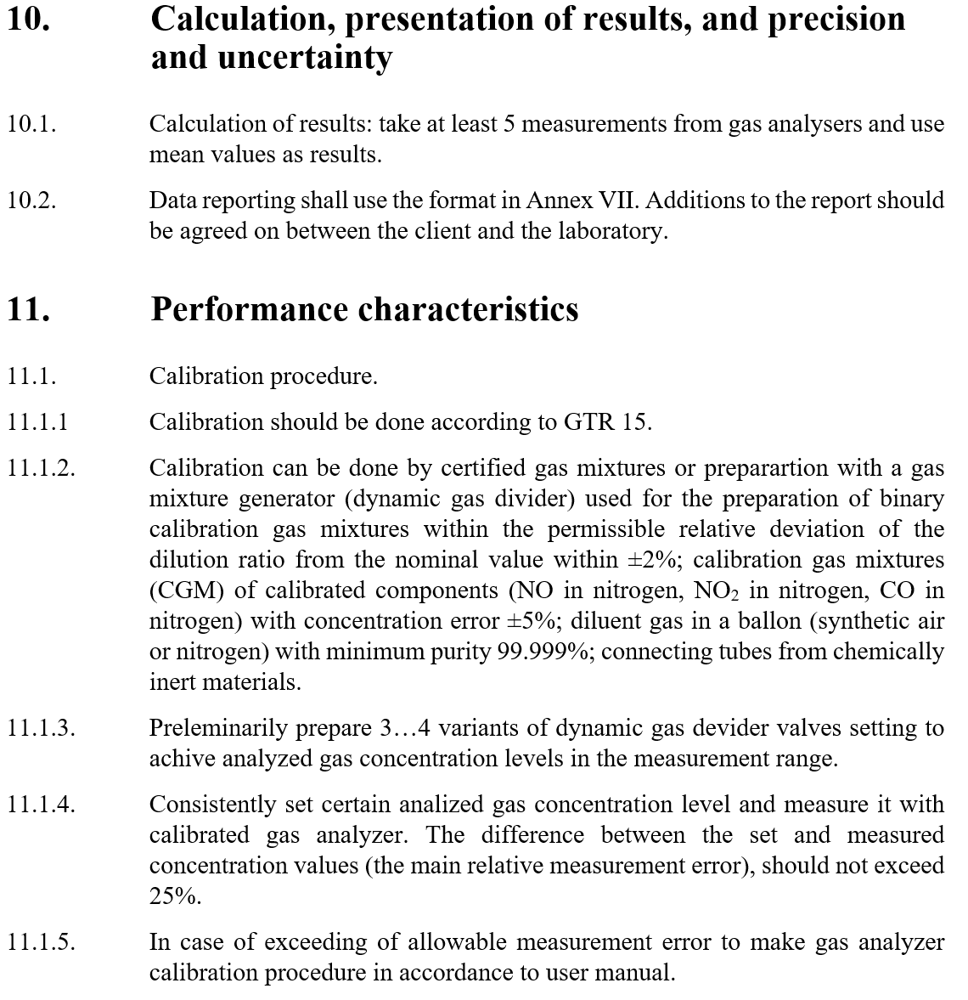 10. Calculation, presentation of results, and precision
and uncertainty
10.1. Calculation of results: take at least 5 measurements from gas analysers and use
mean values as results.
10.2. Data reporting shall use the format in Annex VII. Additions to the report should
be agreed on between the client and the laboratory.
11. Performance characteristics
11.1. Calibration procedure.
11.1.1 Calibration should be done according to GTR 15.
11.1.2. Calibration can be done by certified gas mixtures or preparartion with a gas
mixture generator (dynamic gas divider) used for the preparation of binary
calibration gas mixtures within the permissible relative deviation of the
dilution ratio from the nominal value within ±2%; calibration gas mixtures
(CGM) of calibrated components (NO in nitrogen, NO₂ in nitrogen, CO in
nitrogen) with concentration error ±5%; diluent gas in a ballon (synthetic air
or nitrogen) with minimum purity 99.999%; connecting tubes from chemically
inert materials.
11.1.3. Preleminarily prepare 3…4 variants of dynamic gas devider valves setting to
achive analyzed gas concentration levels in the measurement range.
11.1.4. Consistently set certain analized gas concentration level and measure it with
calibrated gas analyzer. The difference between the set and measured
concentration values (the main relative measurement error), should not exceed
25%.
11.1.5. In case of exceeding of allowable measurement error to make gas analyzer
calibration procedure in accordance to user manual.